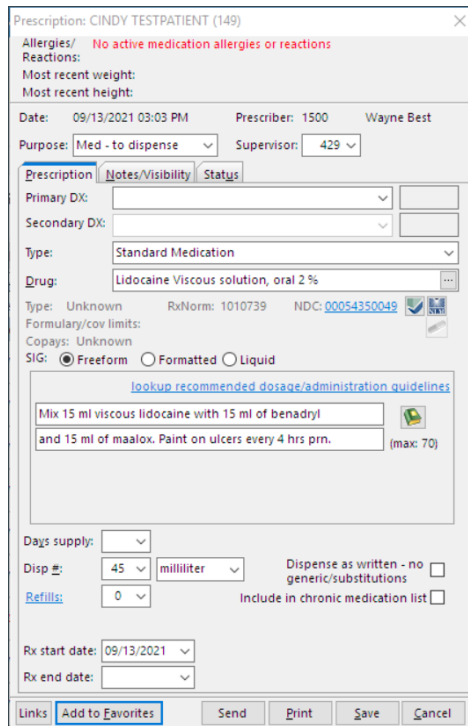 Prescription: CINDY TESTPATIENT (149)
Allergies/ No active medication allergies or reactions
Reactions:
Most recent weight:
Most recent height:
Date: 09/13/2021 03:03 PM Prescriber: 1500 Wayne Best
Purpose: Med - to dispense Supervisor: 429
Prescription Notes/Visibility Status
Primary DX:
Secondary DX:
Type: Standard Medication
Drug: Lidocaine Viscous solution, oral 2 % ...
Type: Unknown RxNorm: 1010739 NDC: 00054350049
Formulary/cov limits:
Copays: Unknown
SIG: Freeform Formatted Liquid
lookup recommended dosage/administration guidelines
Mix 15 ml viscous lidocaine with 15 ml of benadryl
and 15 ml of maalox. Paint on ulcers every 4 hrs prn. (max: 70)
Days supply:
Disp #: 45 milliliter Dispense as written - no
generic/substitutions
Refills: 0 Include in chronic medication list
Rx start date: 09/13/2021
Rx end date:
Links Add to Favorites Send Print Save Cancel